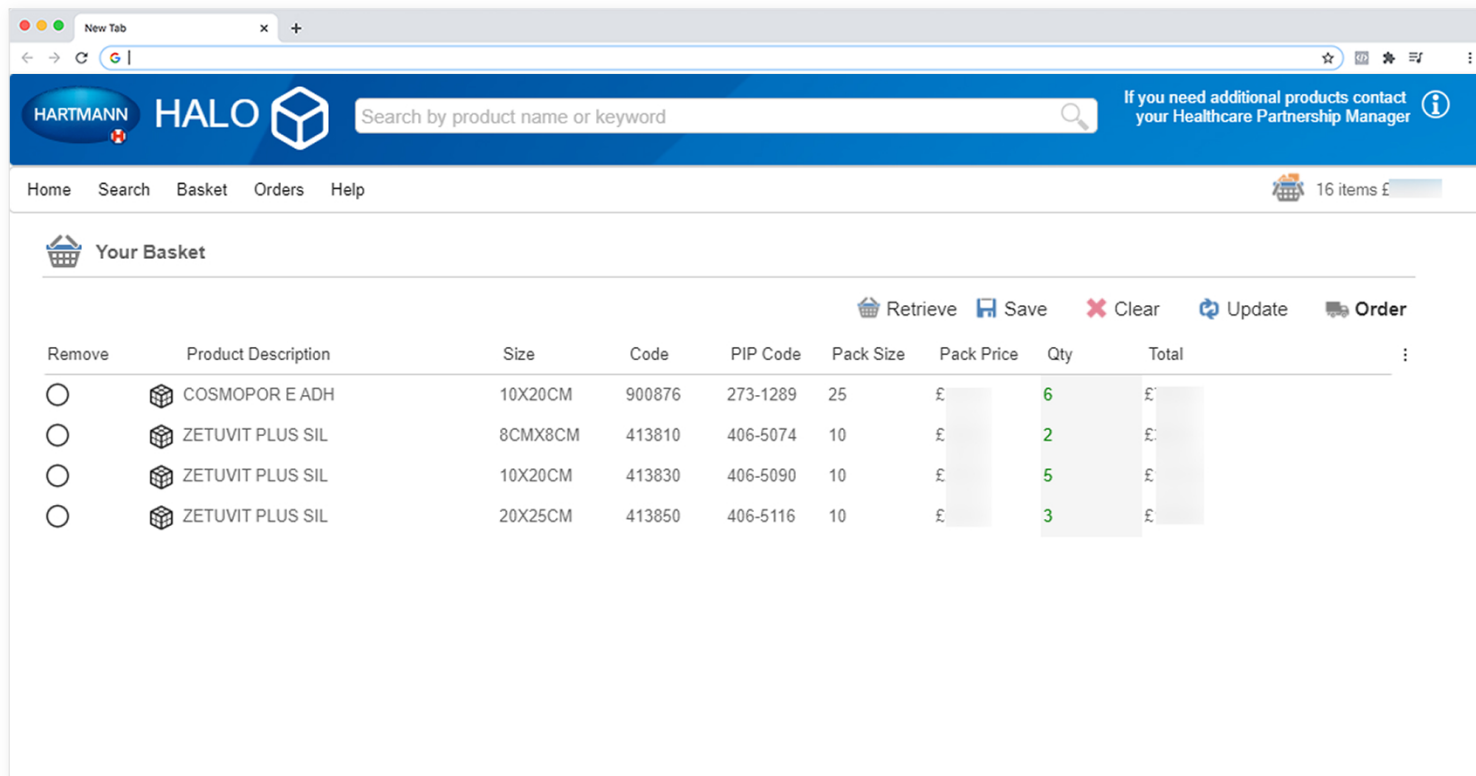 New Tab
HARTMANN HALO
Search by product name or keyword
If you need additional products contact
your Healthcare Partnership Manager
Home Search Basket Orders Help
16 items £
Your Basket
Retrieve Save Clear Update Order
Remove Product Description Size Code PIP Code Pack Size Pack Price Qty Total
COSMOPOR E ADH 10X20CM 900876 273-1289 25 £ 6 £
ZETUVIT PLUS SIL 8CMX8CM 413810 406-5074 10 £ 2 £
ZETUVIT PLUS SIL 10X20CM 413830 406-5090 10 £ 5 £
ZETUVIT PLUS SIL 20X25CM 413850 406-5116 10 £ 3 £